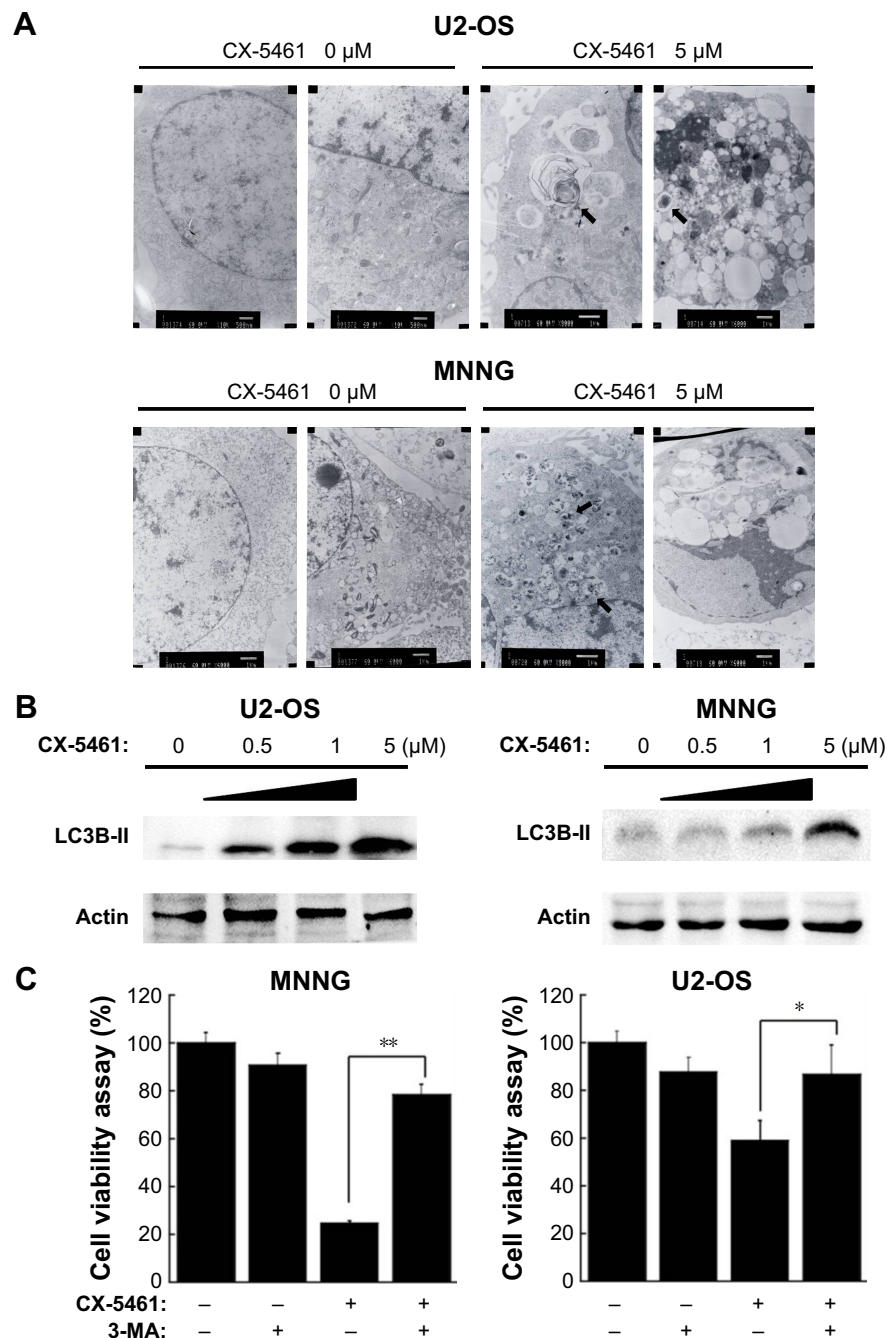 A
U2-OS
CX-5461 0 µM CX-5461 5 µM
MNNG
CX-5461 0 µM CX-5461 5 µM
B
U2-OS MNNG
CX-5461: 0 0.5 1 5 (µM) CX-5461: 0 0.5 1 5 (µM)
LC3B-II LC3B-II
Actin Actin
C
MNNG U2-OS
Cell viability assay (%) Cell viability assay (%)
120 120
100 100
80 80
60 60
40 40
20 20
0 0
** *
CX-5461: – – + + – – + +
3-MA: – + – + – + – +